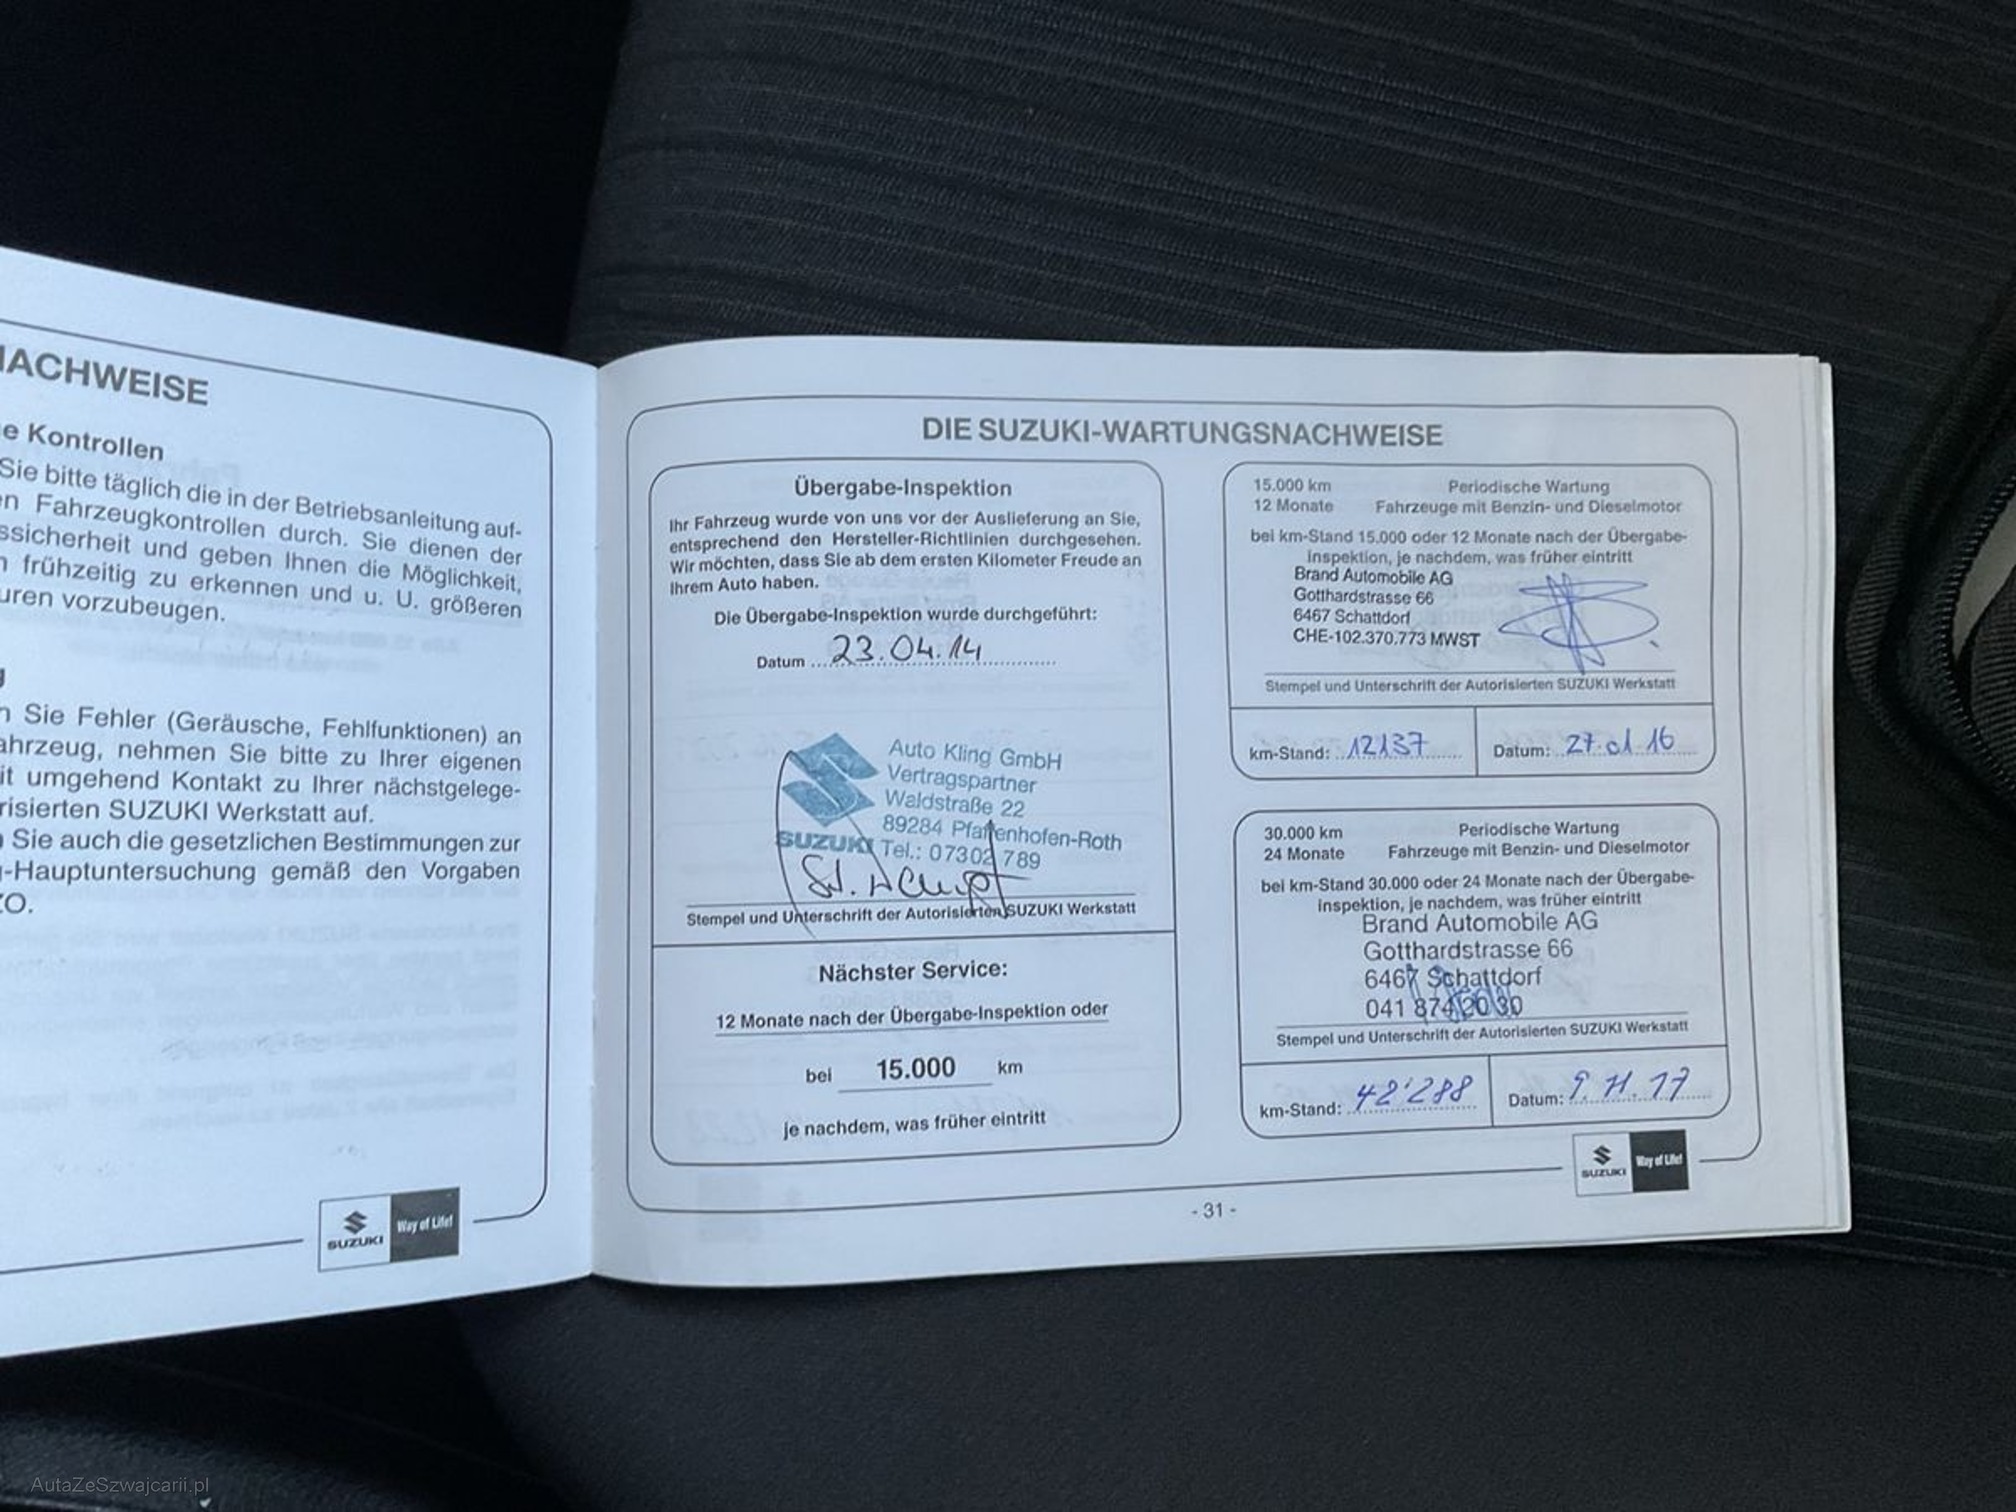 NACHWEISE
e Kontrollen
Sie bitte täglich die in der Betriebsanleitung auf-
en Fahrzeugkontrollen durch. Sie dienen der
ssicherheit und geben Ihnen die Möglichkeit,
n frühzeitig zu erkennen und u. U. größeren
uren vorzubeugen.
g
n Sie Fehler (Geräusche, Fehlfunktionen) an
ahrzeug, nehmen Sie bitte zu Ihrer eigenen
it umgehend Kontakt zu Ihrer nächstgelege-
risierten SUZUKI Werkstatt auf.
Sie auch die gesetzlichen Bestimmungen zur
-Hauptuntersuchung gemäß den Vorgaben
ZO.
SUZUKI Way of Life!
DIE SUZUKI-WARTUNGSNACHWEISE
Übergabe-Inspektion
Ihr Fahrzeug wurde von uns vor der Auslieferung an Sie,
entsprechend den Hersteller-Richtlinien durchgesehen.
Wir möchten, dass Sie ab dem ersten Kilometer Freude an
Ihrem Auto haben.
Die Übergabe-Inspektion wurde durchgeführt:
Datum 23.04.14
Auto Kling GmbH
Vertragspartner
Waldstraße 22
89284 Pfaffenhofen-Roth
SUZUKI Tel.: 07302 789
Stempel und Unterschrift der Autorisierten SUZUKI Werkstatt
Nächster Service:
12 Monate nach der Übergabe-Inspektion oder
bei 15.000 km
je nachdem, was früher eintritt
15.000 km Periodische Wartung
12 Monate Fahrzeuge mit Benzin- und Dieselmotor
bei km-Stand 15.000 oder 12 Monate nach der Übergabe-
inspektion, je nachdem, was früher eintritt
Brand Automobile AG
Gotthardstrasse 66
6467 Schattdorf
CHE-102.370.773 MWST
Stempel und Unterschrift der Autorisierten SUZUKI Werkstatt
km-Stand: 12137 Datum: 27.01.16
30.000 km Periodische Wartung
24 Monate Fahrzeuge mit Benzin- und Dieselmotor
bei km-Stand 30.000 oder 24 Monate nach der Übergabe-
inspektion, je nachdem, was früher eintritt
Brand Automobile AG
Gotthardstrasse 66
6467 Schattdorf
041 874 20 30
Stempel und Unterschrift der Autorisierten SUZUKI Werkstatt
km-Stand: 42'288 Datum: 9.11.17
SUZUKI Way of Life!
- 31 -
AutaZeSzwajcarii.pl